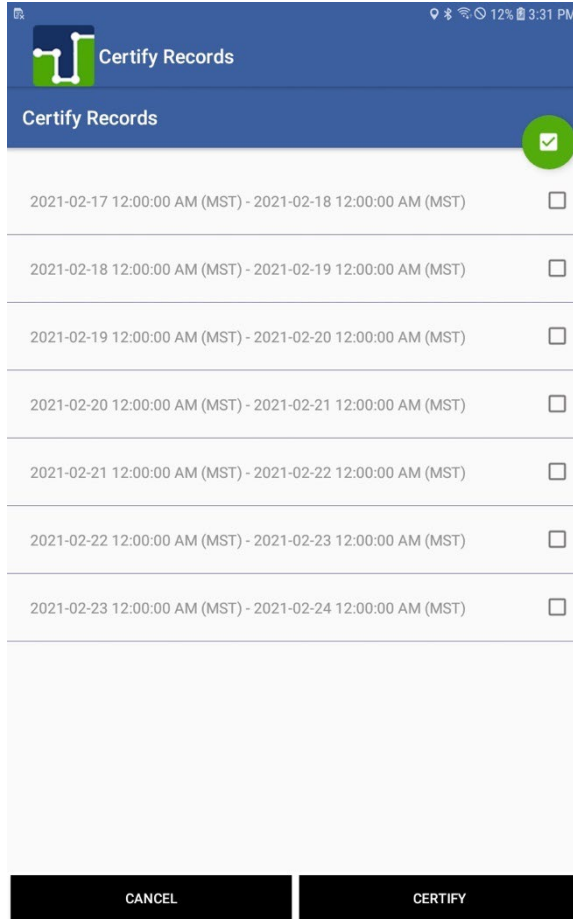 12% 3:31 PM
Certify Records
Certify Records
2021-02-17 12:00:00 AM (MST) - 2021-02-18 12:00:00 AM (MST)
2021-02-18 12:00:00 AM (MST) - 2021-02-19 12:00:00 AM (MST)
2021-02-19 12:00:00 AM (MST) - 2021-02-20 12:00:00 AM (MST)
2021-02-20 12:00:00 AM (MST) - 2021-02-21 12:00:00 AM (MST)
2021-02-21 12:00:00 AM (MST) - 2021-02-22 12:00:00 AM (MST)
2021-02-22 12:00:00 AM (MST) - 2021-02-23 12:00:00 AM (MST)
2021-02-23 12:00:00 AM (MST) - 2021-02-24 12:00:00 AM (MST)
CANCEL CERTIFY